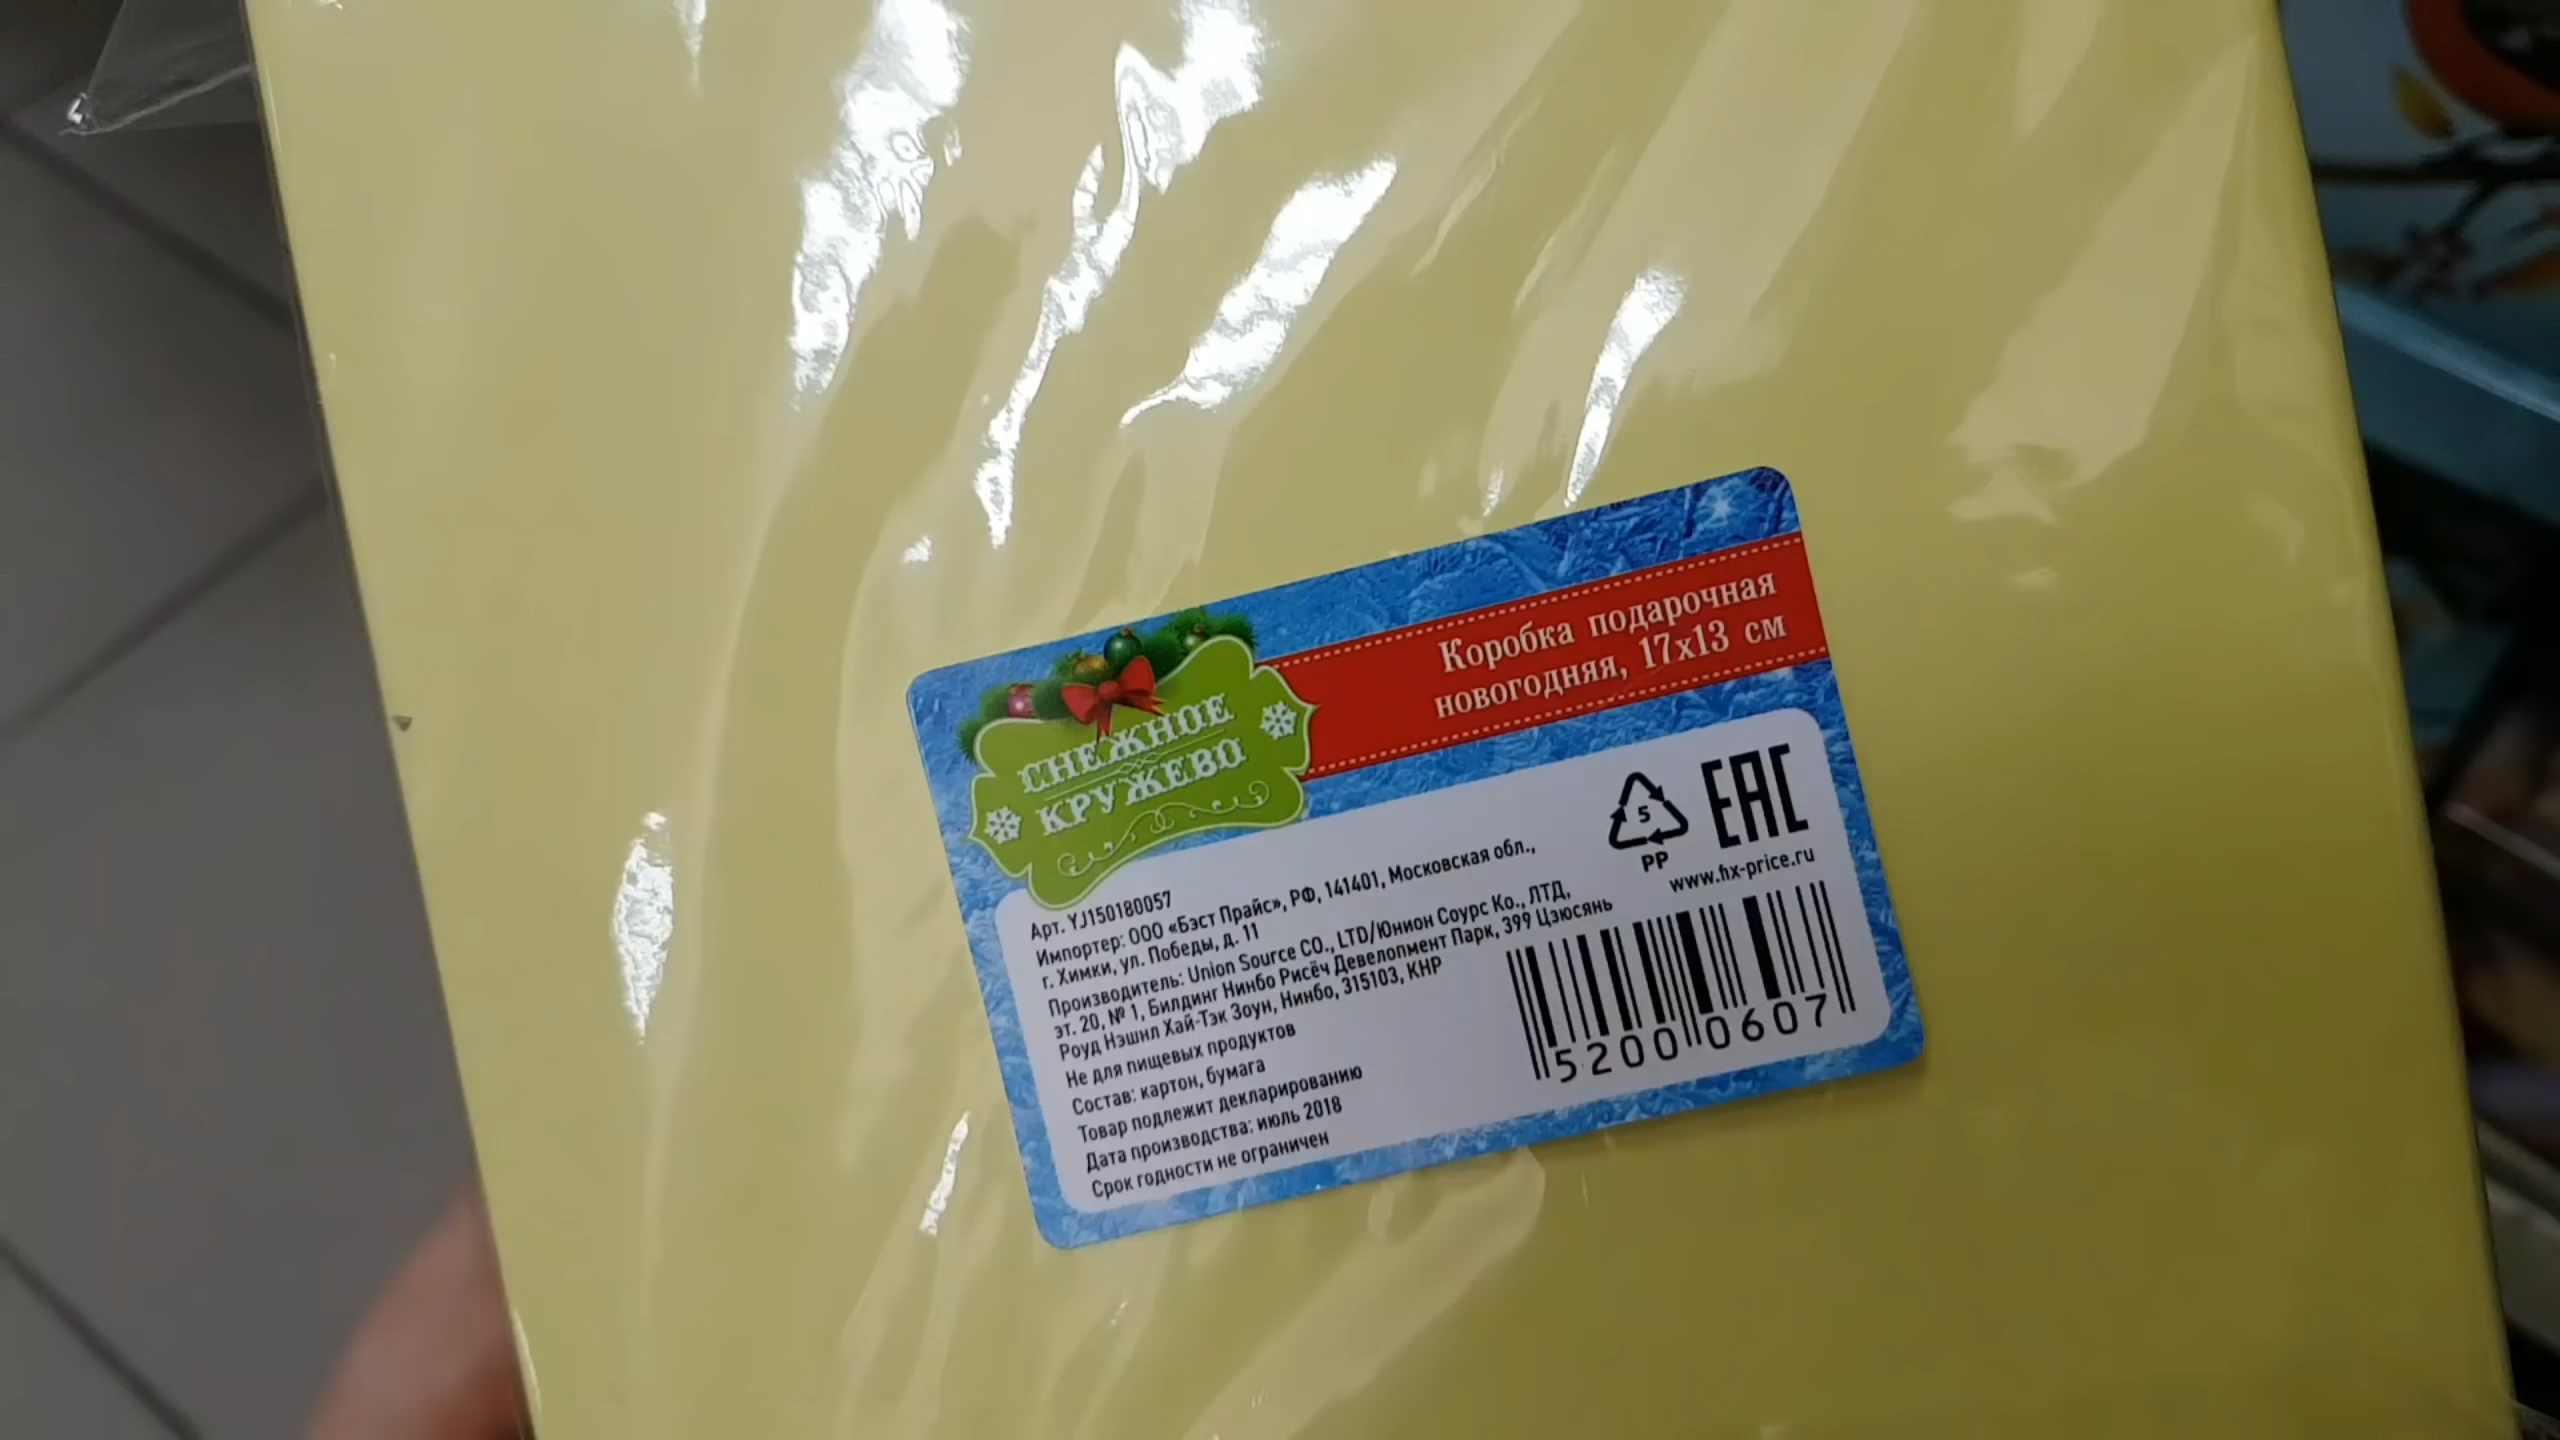 Коробка подарочная
новогодняя, 17х13 см
СНЕЖНОЕ
КРУЖЕВО
5
PP
EAC
www.fix-price.ru
Арт. YJ150180057
Импортер: ООО «Бэст Прайс», РФ, 141401, Московская обл.,
г. Химки, ул. Победы, д. 11
Производитель: Union Source CO., LTD/Юнион Соурс Ко., ЛТД,
эт. 20, № 1, Билдинг Нинбо Рисёч Девелопмент Парк, 399 Цзюсянь
Роуд Нэшнл Хай-Тэк Зоун, Нинбо, 315103, КНР
Не для пищевых продуктов
Состав: картон, бумага
Товар подлежит декларированию
Дата производства: июль 2018
Срок годности не ограничен
5200 0607